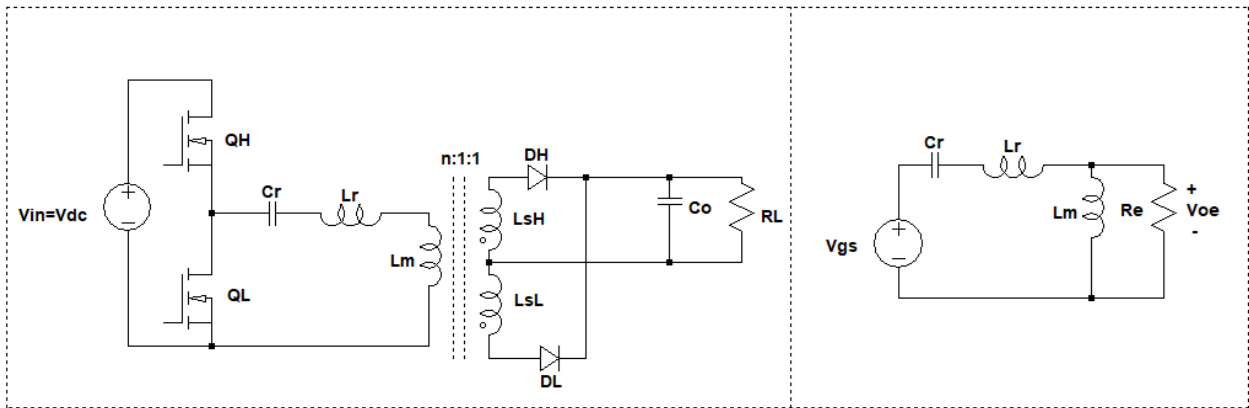 QH
n:1:1
DH
Cr
Lr
Vin=Vdc
LsH
Co
RL
Lm
QL
LsL
DL
Cr
Lr
+
Lm
Re
Voe
-
Vgs